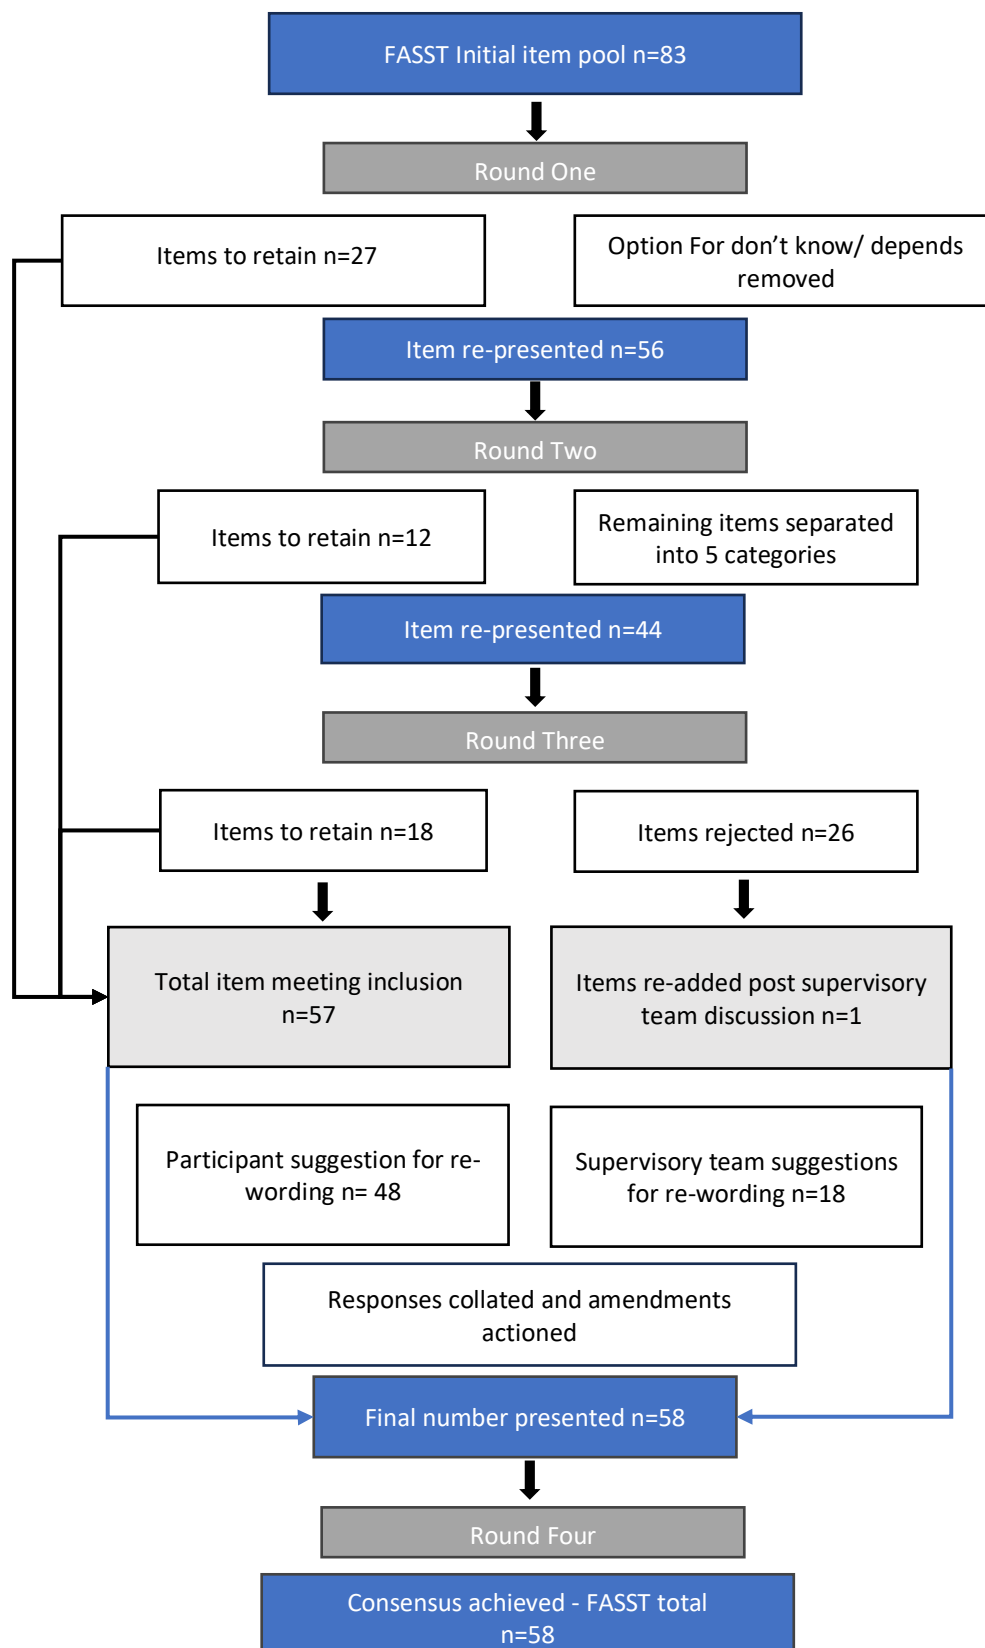 FASST Initial item pool n=83
Round One
Items to retain n=27
Option For don’t know/ depends
removed
Item re-presented n=56
Round Two
Items to retain n=12
Remaining items separated
into 5 categories
Item re-presented n=44
Round Three
Items to retain n=18
Items rejected n=26
Total item meeting inclusion
n=57
Items re-added post supervisory
team discussion n=1
Participant suggestion for re-
wording n= 48
Supervisory team suggestions
for re-wording n=18
Responses collated and amendments
actioned
Final number presented n=58
Round Four
Consensus achieved - FASST total
n=58